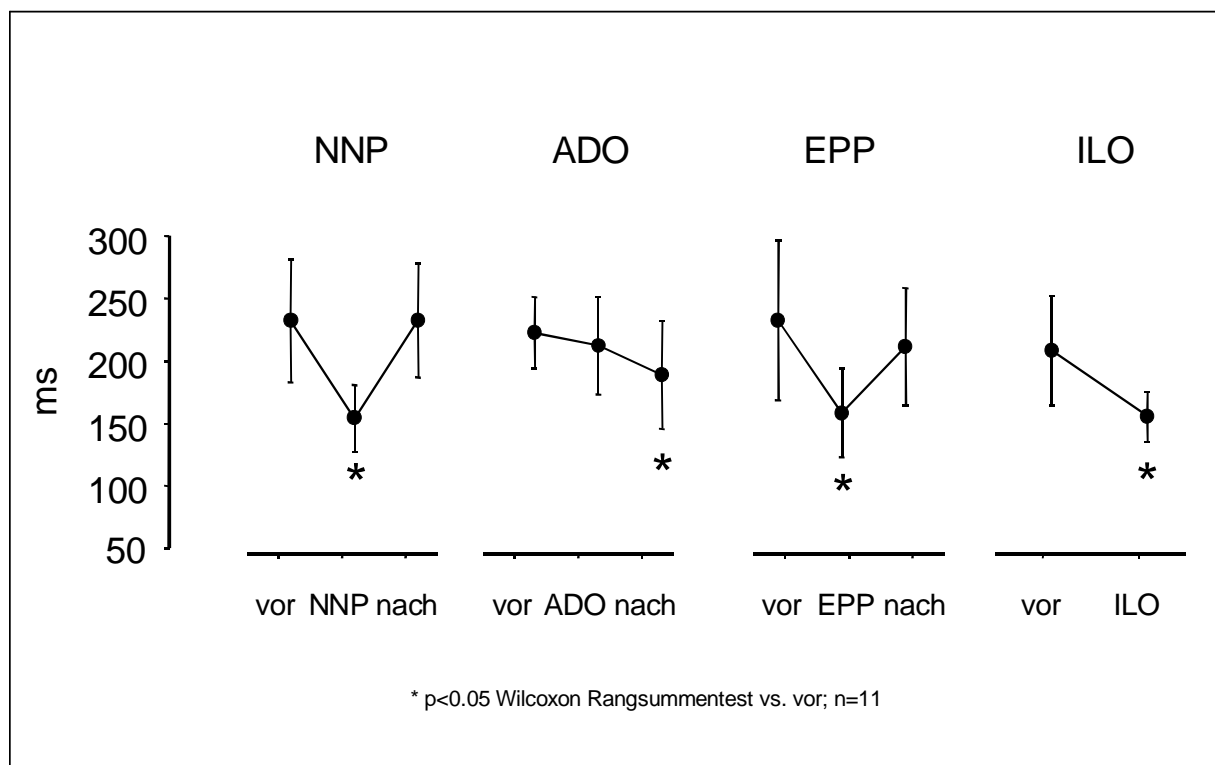 NNP ADO EPP ILO
ms
300
250
200
150
100
50
* * * *
vor NNP nach vor ADO nach vor EPP nach vor ILO
* p<0.05 Wilcoxon Rangsummentest vs. vor; n=11